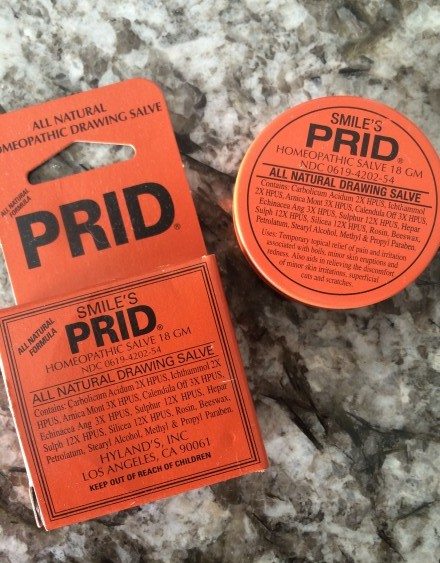 ALL NATURAL
HOMEOPATHIC DRAWING SALVE
ALL NATURAL
FORMULA
PRID®
ALL NATURAL
FORMULA
SMILE'S
PRID®
HOMEOPATHIC SALVE 18 GM
NDC 0619-4202-54
ALL NATURAL DRAWING SALVE
Contains: Carbolicum Acidum 2X HPUS, Ichthammol 2X
HPUS, Arnica Mont 3X HPUS, Calendula Off 3X HPUS,
Echinacea Ang 3X HPUS, Sulphur 12X HPUS, Hepar
Sulph 12X HPUS, Silicea 12X HPUS, Rosin, Beeswax,
Petrolatum, Stearyl Alcohol, Methyl & Propyl Paraben.
HYLAND'S, INC
LOS ANGELES, CA 90061
KEEP OUT OF REACH OF CHILDREN
SMILE'S
PRID®
HOMEOPATHIC SALVE 18 GM
NDC 0619-4202-54
ALL NATURAL DRAWING SALVE
Contains: Carbolicum Acidum 2X HPUS, Ichthammol
2X HPUS, Arnica Mont 3X HPUS, Calendula Off 3X HPUS,
Echinacea Ang 3X HPUS, Sulphur 12X HPUS, Hepar
Sulph 12X HPUS, Silicea 12X HPUS, Rosin, Beeswax,
Petrolatum, Stearyl Alcohol, Methyl & Propyl Paraben.
Uses: Temporary topical relief of pain and irritation
associated with boils, minor skin eruptions and
redness. Also aids in relieving the discomfort
of minor skin irritations, superficial
cuts and scratches.